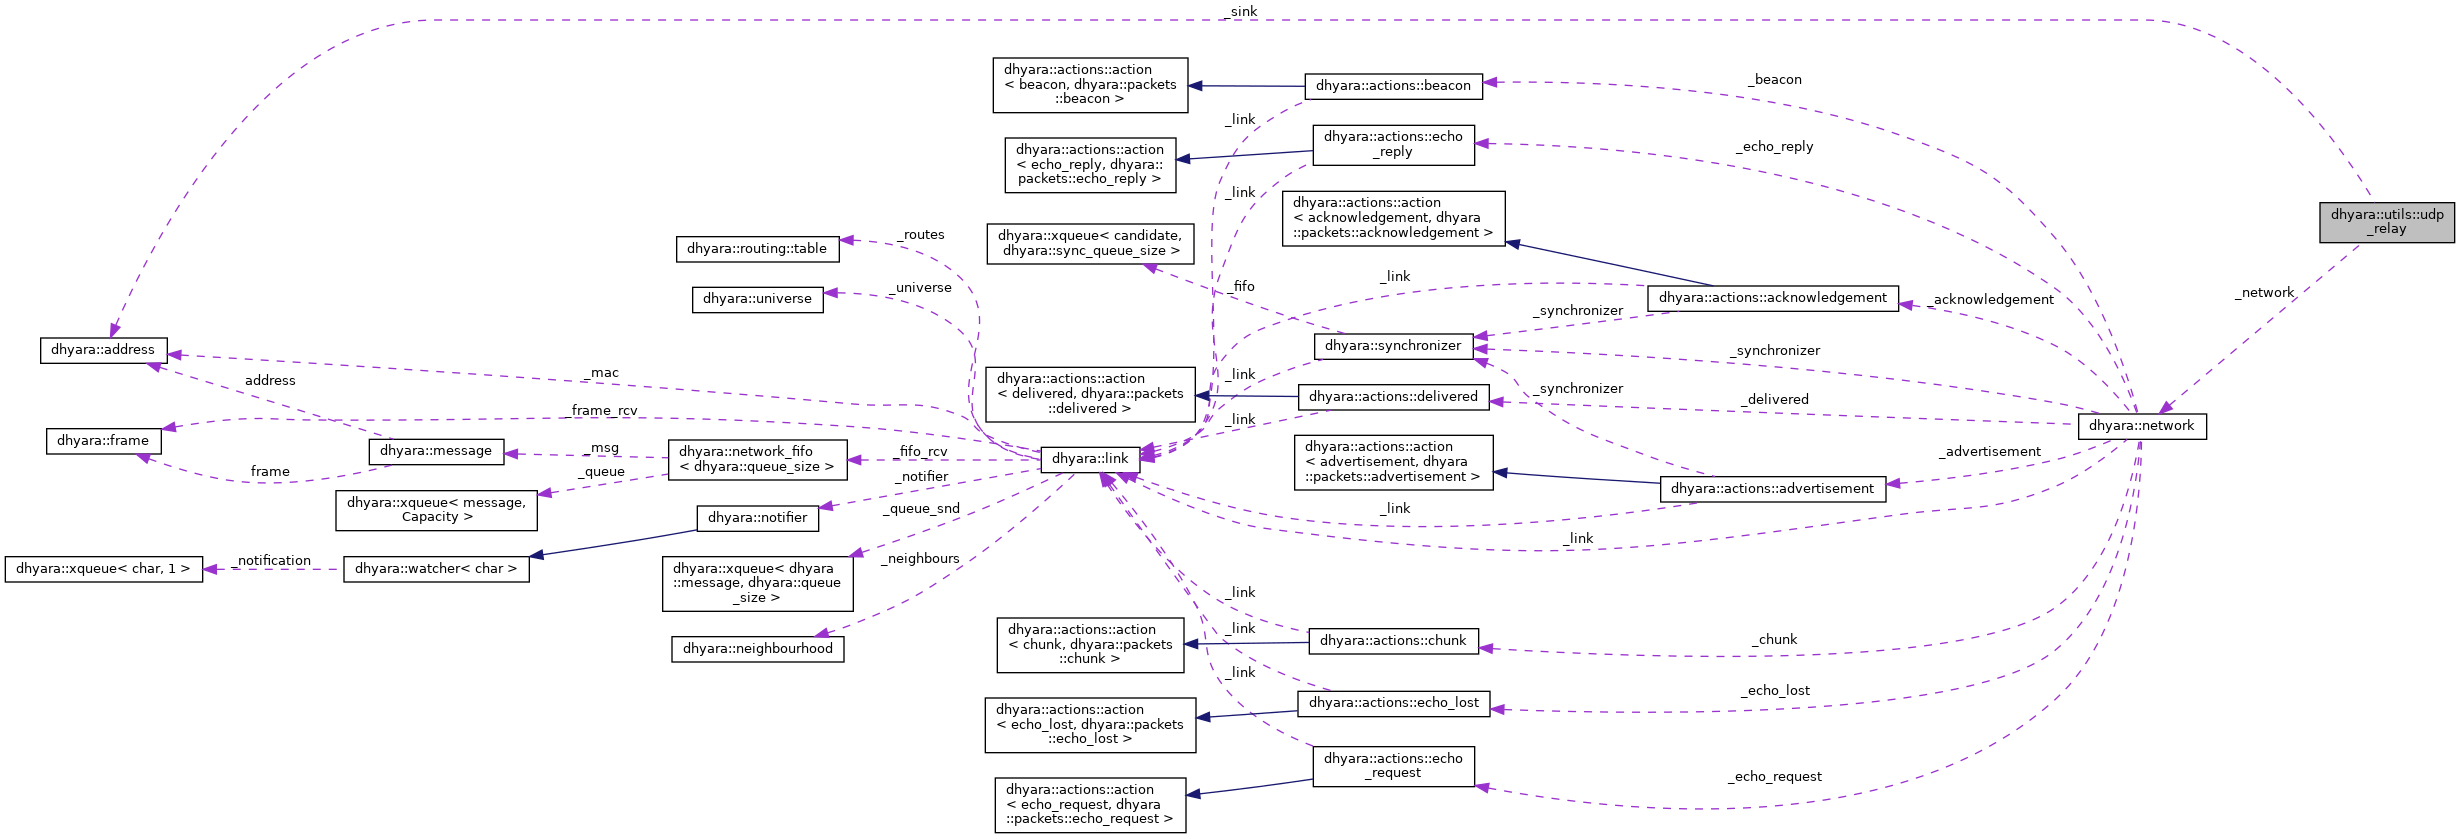 _sink
dhyara::actions::action
< beacon, dhyara::packets
::beacon >
dhyara::actions::beacon
_beacon
_link
dhyara::actions::echo
_reply
_echo_reply
dhyara::actions::action
< echo_reply, dhyara::
packets::echo_reply >
_link
dhyara::actions::action
< acknowledgement, dhyara
::packets::acknowledgement >
dhyara::utils::udp
_relay
_routes
dhyara::routing::table
dhyara::xqueue< candidate,
dhyara::sync_queue_size >
_link
_fifo
_universe
dhyara::universe
dhyara::actions::acknowledgement
_acknowledgement
_network
_synchronizer
dhyara::address
dhyara::synchronizer
_synchronizer
_mac
address
_link
dhyara::actions::action
< delivered, dhyara::packets
::delivered >
dhyara::actions::delivered
_synchronizer
_delivered
_frame_rcv
_link
dhyara::network
dhyara::frame
dhyara::message
_msg
dhyara::network_fifo
< dhyara::queue_size >
_fifo_rcv
dhyara::link
dhyara::actions::action
< advertisement, dhyara
::packets::advertisement >
_advertisement
frame
_queue
_notifier
dhyara::actions::advertisement
dhyara::xqueue< message,
Capacity >
dhyara::notifier
_queue_snd
_link
_link
dhyara::xqueue< char, 1 >
_notification
dhyara::watcher< char >
dhyara::xqueue< dhyara
::message, dhyara::queue
_size >
_neighbours
_link
dhyara::neighbourhood
dhyara::actions::action
< chunk, dhyara::packets
::chunk >
_link
dhyara::actions::chunk
_chunk
_link
dhyara::actions::action
< echo_lost, dhyara::packets
::echo_lost >
dhyara::actions::echo_lost
_echo_lost
dhyara::actions::echo
_request
_echo_request
dhyara::actions::action
< echo_request, dhyara
::packets::echo_request >